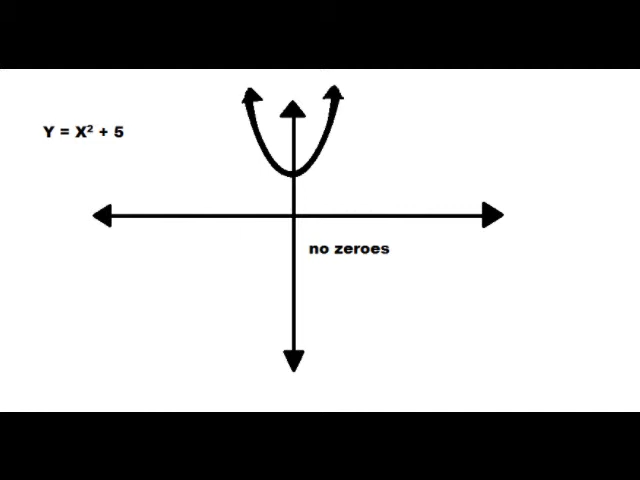 Y = X² + 5
no zeroes